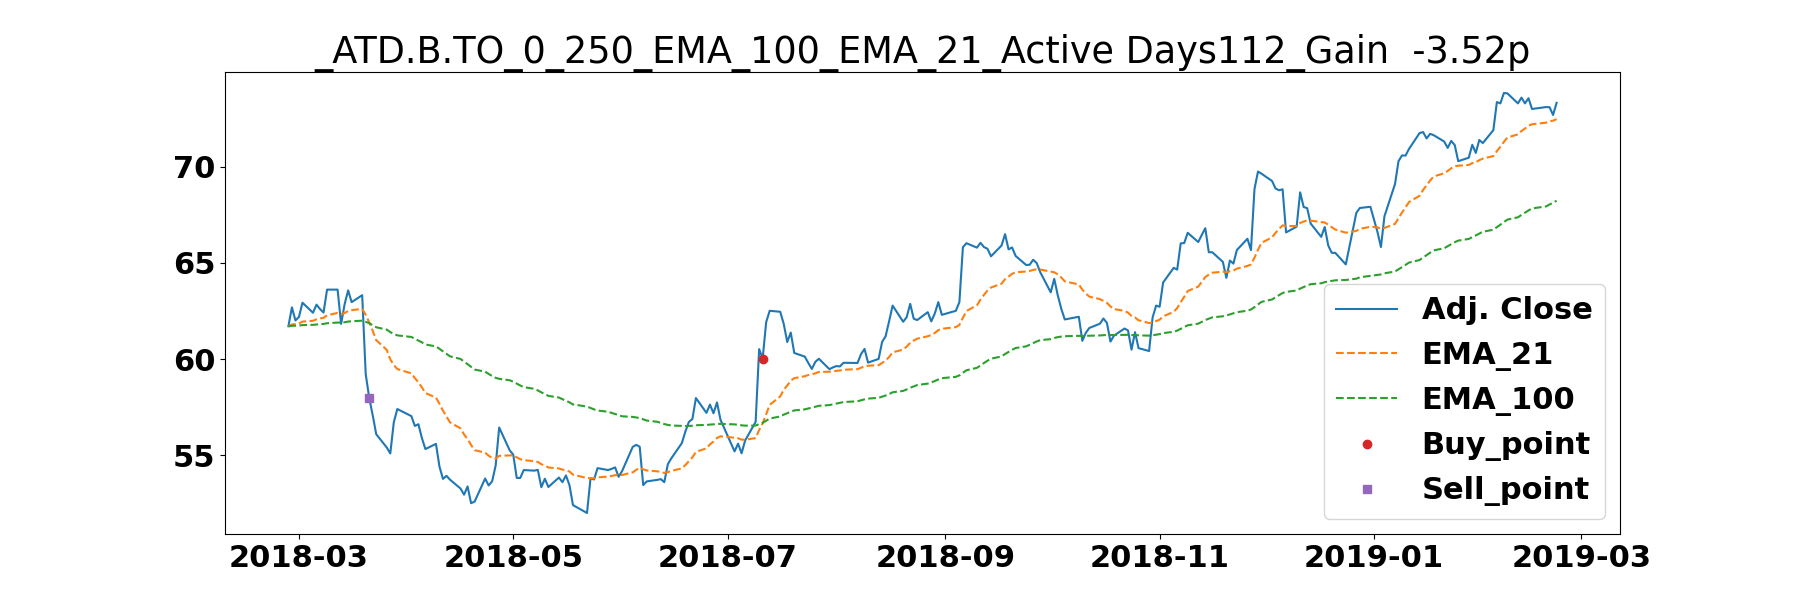 _ATD.B.TO_0_250_EMA_100_EMA_21_Active Days112_Gain  -3.52p
70
65
60
55
Adj. Close
EMA_21
EMA_100
Buy_point
Sell_point
2018-03 2018-05 2018-07 2018-09 2018-11 2019-01 2019-03